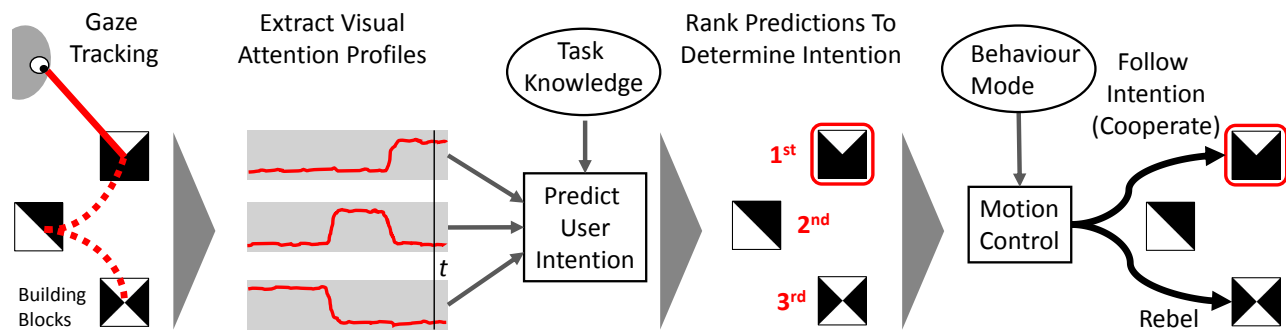 Gaze
Tracking
Building
Blocks
Extract Visual
Attention Profiles
t
Task
Knowledge
Predict
User
Intention
Rank Predictions To
Determine Intention
1st
2nd
3rd
Behaviour
Mode
Motion
Control
Follow
Intention
(Cooperate)
Rebel